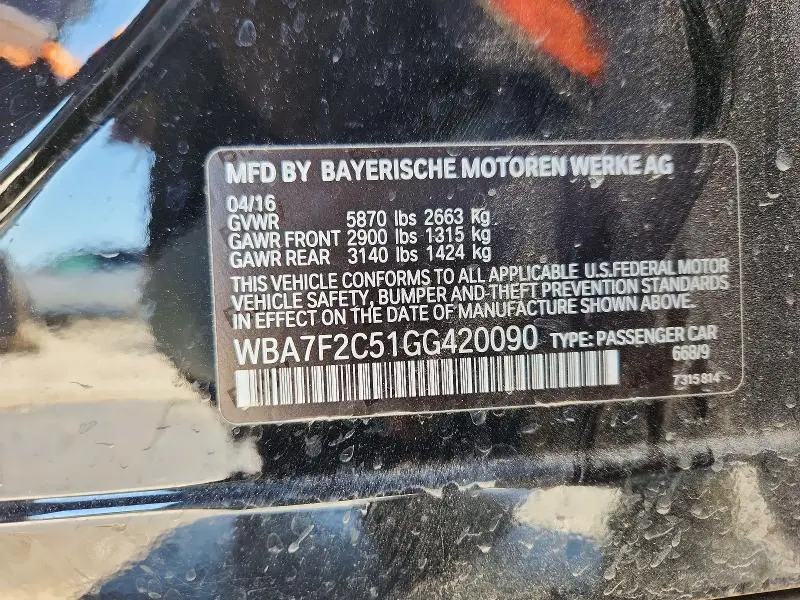 MFD BY BAYERISCHE MOTOREN WERKE AG
04/16
GVWR 5870 lbs 2663 kg
GAWR FRONT 2900 lbs 1315 kg
GAWR REAR 3140 lbs 1424 kg
THIS VEHICLE CONFORMS TO ALL APPLICABLE U.S.FEDERAL MOTOR
VEHICLE SAFETY, BUMPER AND THEFT PREVENTION STANDARDS
IN EFFECT ON THE DATE OF MANUFACTURE SHOWN ABOVE.
WBA7F2C51GG420090 TYPE: PASSENGER CAR
668/9
7315814